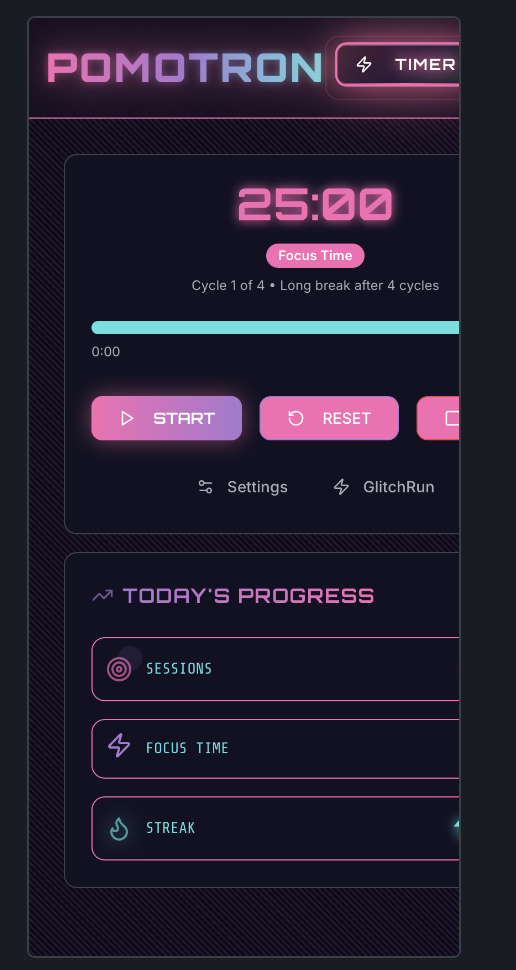 POMOTRON
TIMER
25:00
Focus Time
Cycle 1 of 4 • Long break after 4 cycles
0:00
START
RESET
Settings
GlitchRun
TODAY'S PROGRESS
SESSIONS
FOCUS TIME
STREAK